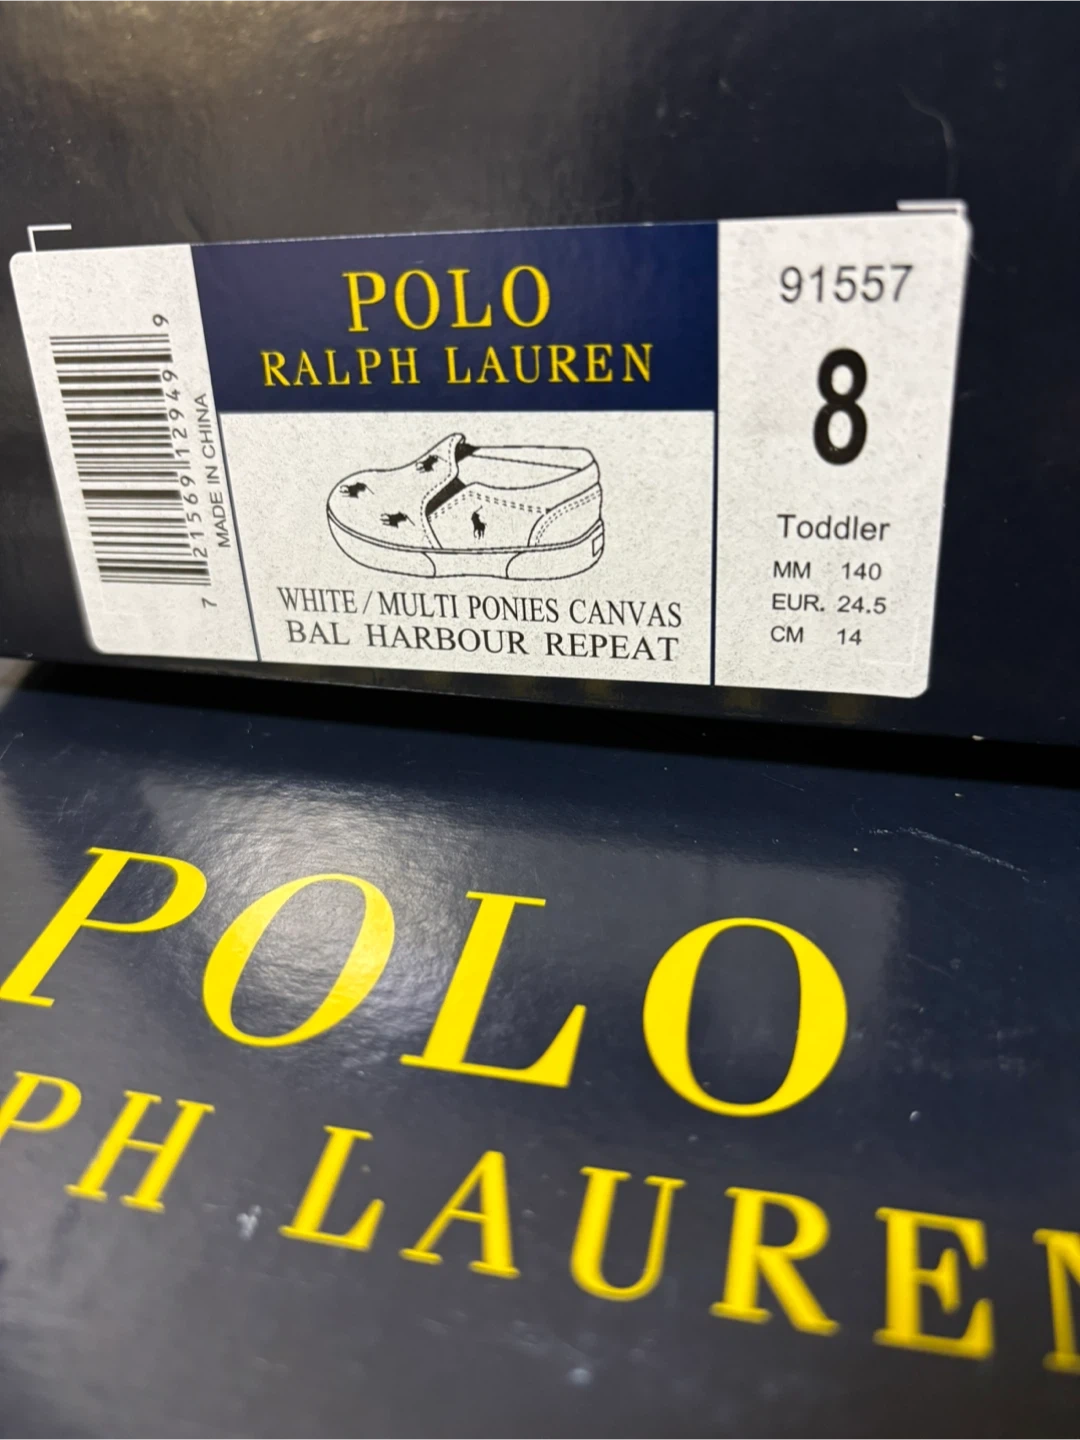 POLO
RALPH LAUREN
WHITE / MULTI PONIES CANVAS
BAL HARBOUR REPEAT
91557
8
Toddler
MM 140
EUR. 24.5
CM 14
7 21569 12949 9
MADE IN CHINA
POLO
PH LAUREN